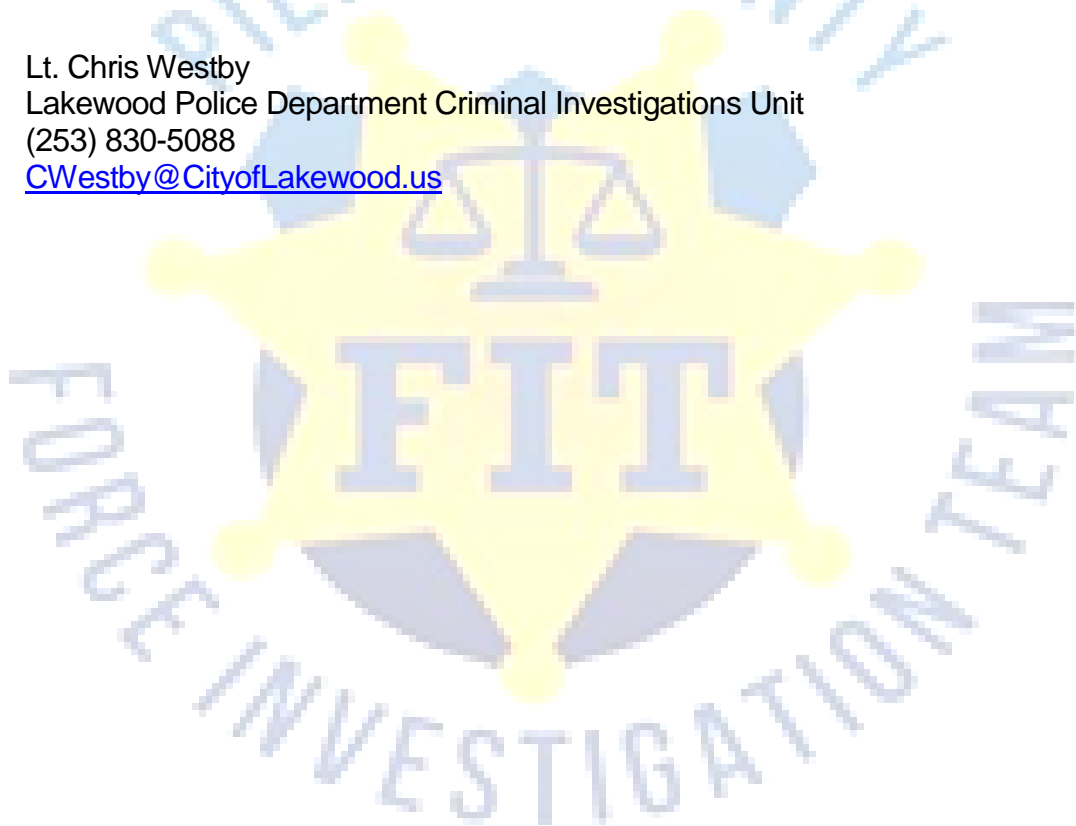 Lt. Chris Westby
Lakewood Police Department Criminal Investigations Unit
(253) 830-5088
CWestby@CityofLakewood.us
FIT
FORCE INVESTIGATION TEAM